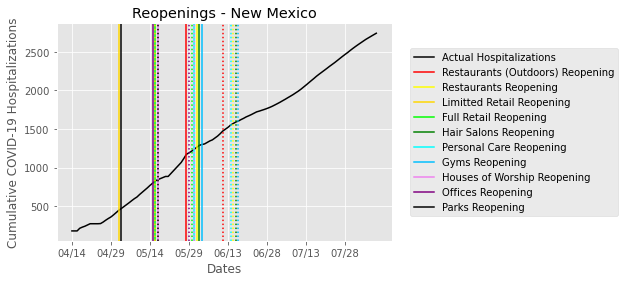 Reopenings - New Mexico
Cumulative COVID-19 Hospitalizations
2500
2000
1500
1000
500
04/14 04/29 05/14 05/29 06/13 06/28 07/13 07/28
Dates
Actual Hospitalizations
Restaurants (Outdoors) Reopening
Restaurants Reopening
Limitted Retail Reopening
Full Retail Reopening
Hair Salons Reopening
Personal Care Reopening
Gyms Reopening
Houses of Worship Reopening
Offices Reopening
Parks Reopening